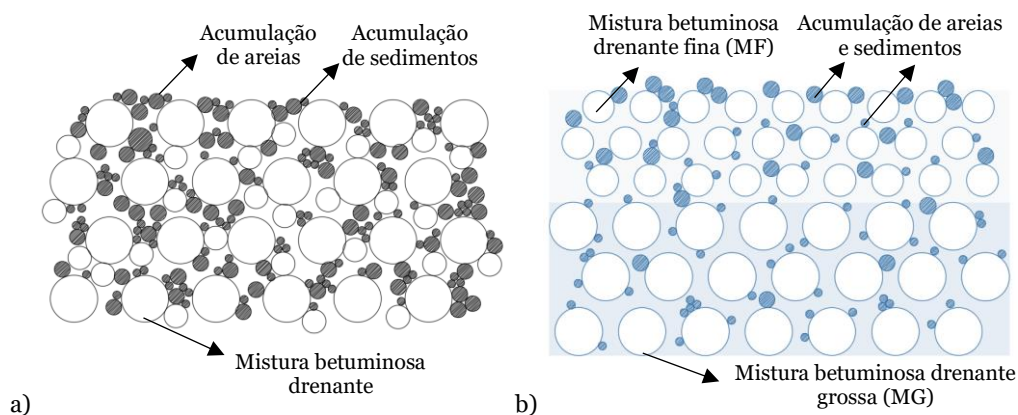 Acumulação
de areias
Acumulação
de sedimentos
Mistura betuminosa
drenante
a)
Mistura betuminosa
drenante fina (MF)
Acumulação de areias
e sedimentos
Mistura betuminosa drenante
grossa (MG)
b)